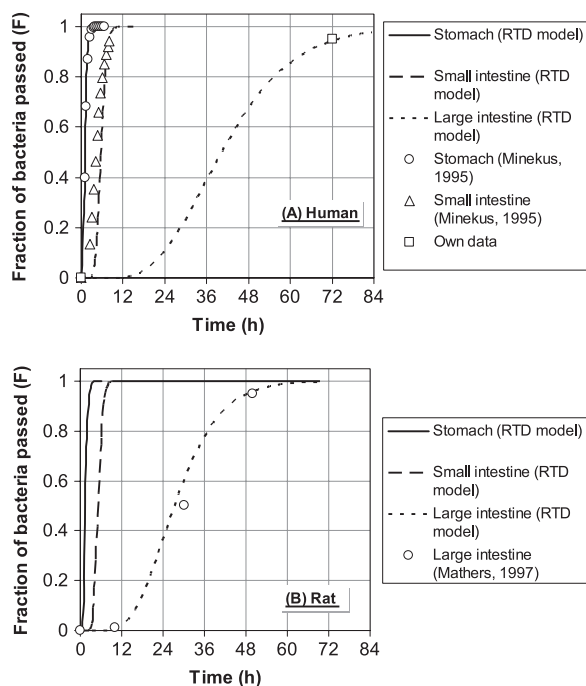 Fraction of bacteria passed (F)
1
0.8
0.6
0.4
0.2
0
0 12 24 36 48 60 72 84
Time (h)
(A) Human
Stomach (RTD model)
Small intestine (RTD
model)
Large intestine (RTD
model)
Stomach (Minekus,
1995)
Small intestine
(Minekus, 1995)
Own data
Fraction of bacteria passed (F)
1
0.8
0.6
0.4
0.2
0
0 12 24 36 48 60 72 84
Time (h)
(B) Rat
Stomach (RTD model)
Small intestine (RTD
model)
Large intestine (RTD
model)
Large intestine
(Mathers, 1997)